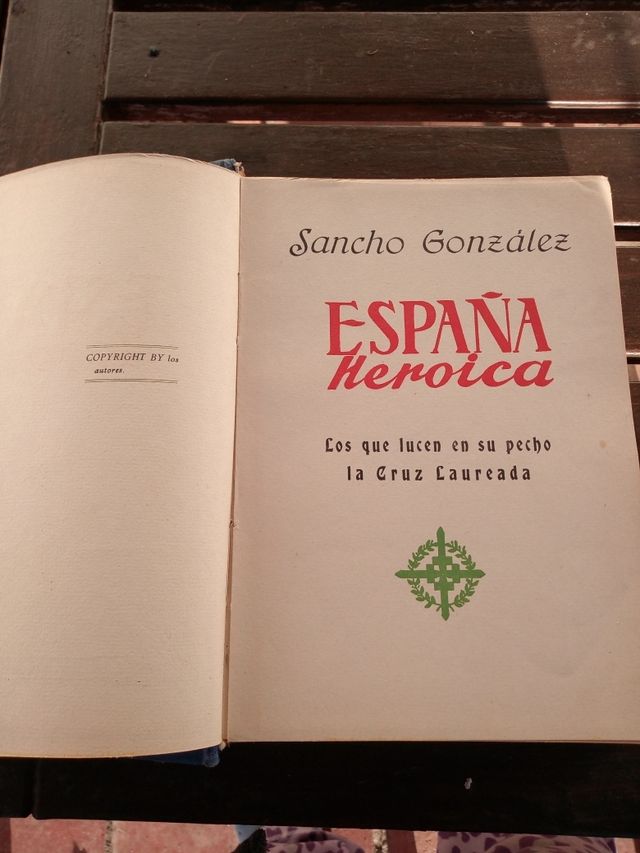 COPYRIGHT BY los
autores.
Sancho González
ESPAÑA
Heroica
Los que lucen en su pecho
la Cruz Laureada